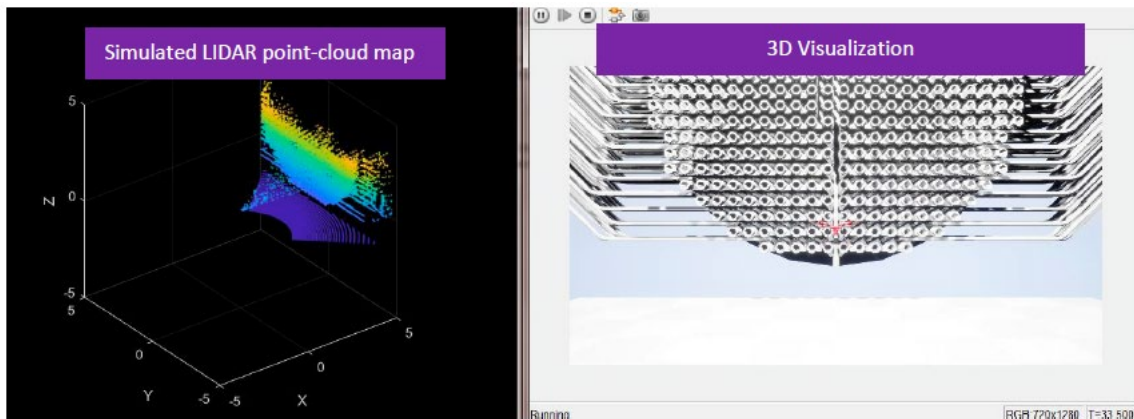 Simulated LIDAR point-cloud map
5
Z
0
-5
5
0
Y
-5
-5
X
0
5
3D Visualization
Running
RGB:720x1280
T=33.500